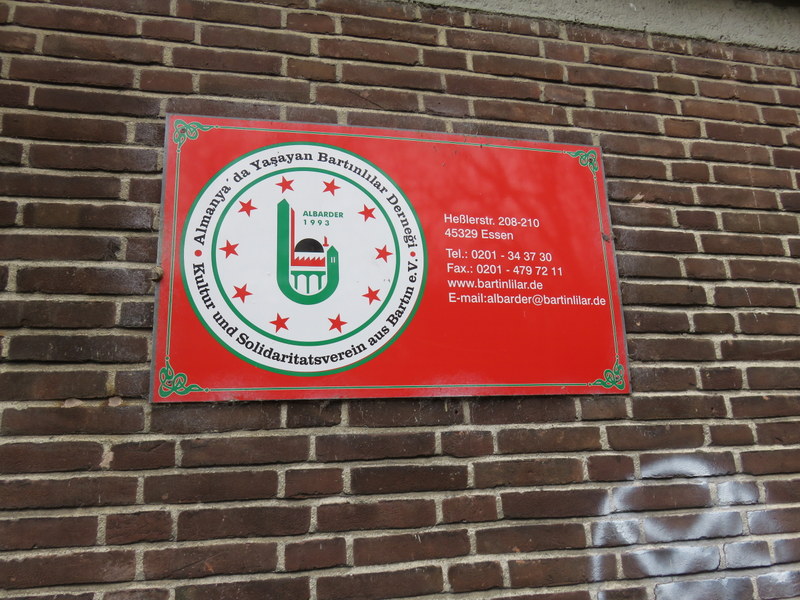 Almanya´da Yaşayan Bartınlılar Derneği
ALBARDER
1993
Kultur und Solidaritatsverein aus Bartın e.V.
Heßlerstr. 208-210
45329 Essen
Tel.: 0201 - 34 37 30
Fax.: 0201 - 479 72 11
www.bartinlilar.de
E-mail:albarder@bartinlilar.de